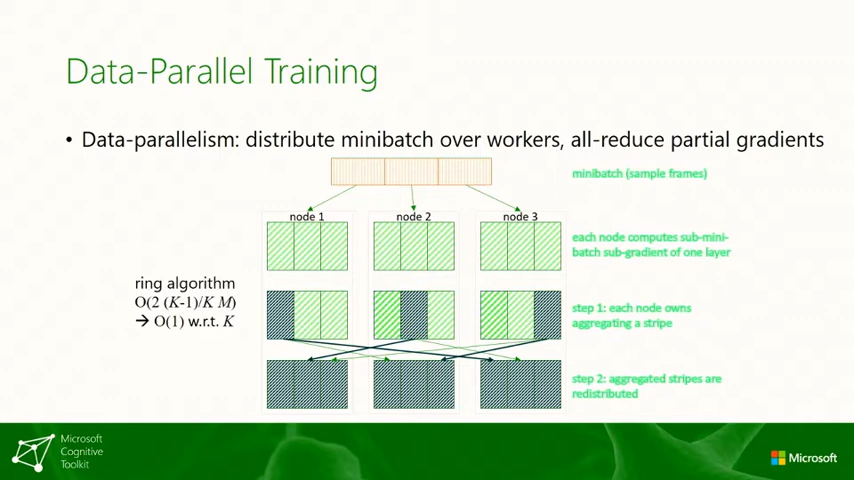 Data-Parallel Training
• Data-parallelism: distribute minibatch over workers, all-reduce partial gradients
minibatch (sample frames)
node 1
node 2
node 3
each node computes sub-mini-
batch sub-gradient of one layer
ring algorithm
O(2 (K-1)/K M)
→ O(1) w.r.t. K
step 1: each node owns
aggregating a stripe
step 2: aggregated stripes are
redistributed
Microsoft
Cognitive
Toolkit
Microsoft